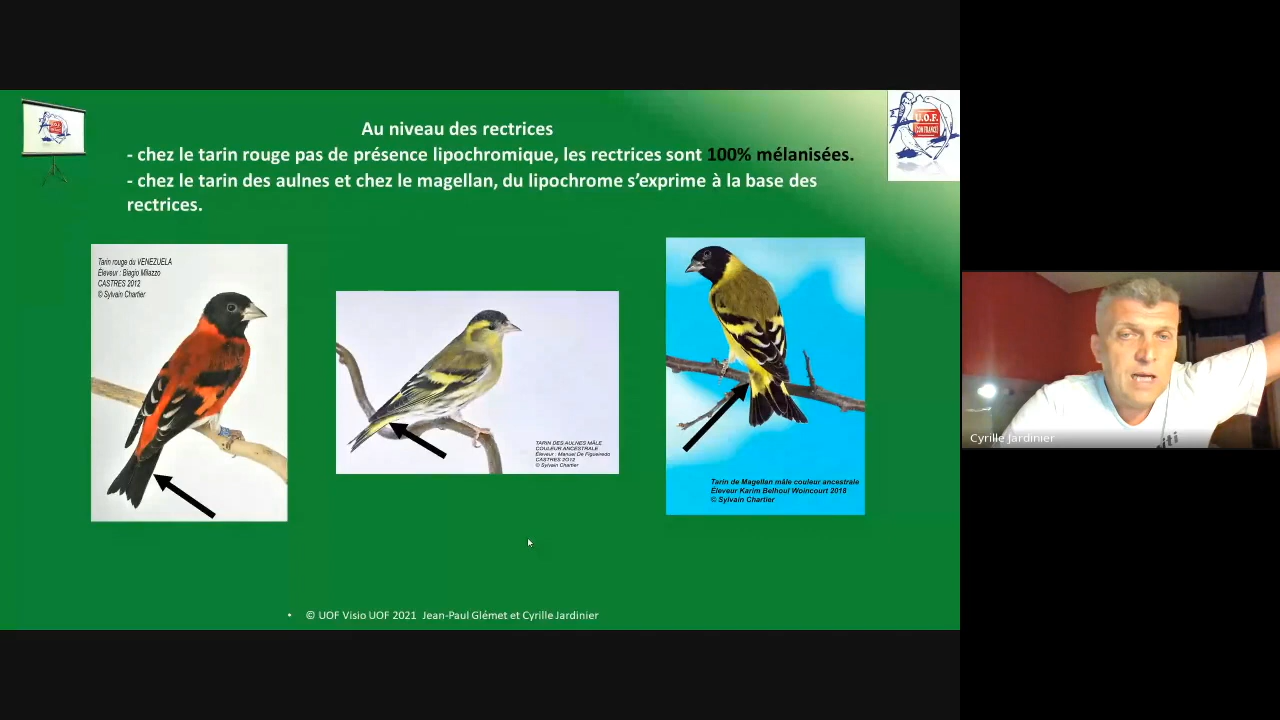 Au niveau des rectrices
- chez le tarin rouge pas de présence lipochromique, les rectrices sont 100% mélanisées.
- chez le tarin des aulnes et chez le magellan, du lipochrome s’exprime à la base des
rectrices.
U.O.F.
COM FRANCE
Tarin rouge du VENEZUELA
Éleveur : Biagio Milazzo
CASTRES 2012
© Sylvain Chartier
TARIN DES AULNES MÂLE
COULEUR ANCESTRALE
Éleveur : Manuel De Figueiredo
CASTRES 2012
© Sylvain Chartier
Tarin de Magellan mâle couleur ancestrale
Éleveur Karim Belhoul Woincourt 2018
© Sylvain Chartier
Cyrille Jardinier
• © UOF Visio UOF 2021 Jean-Paul Glémet et Cyrille Jardinier